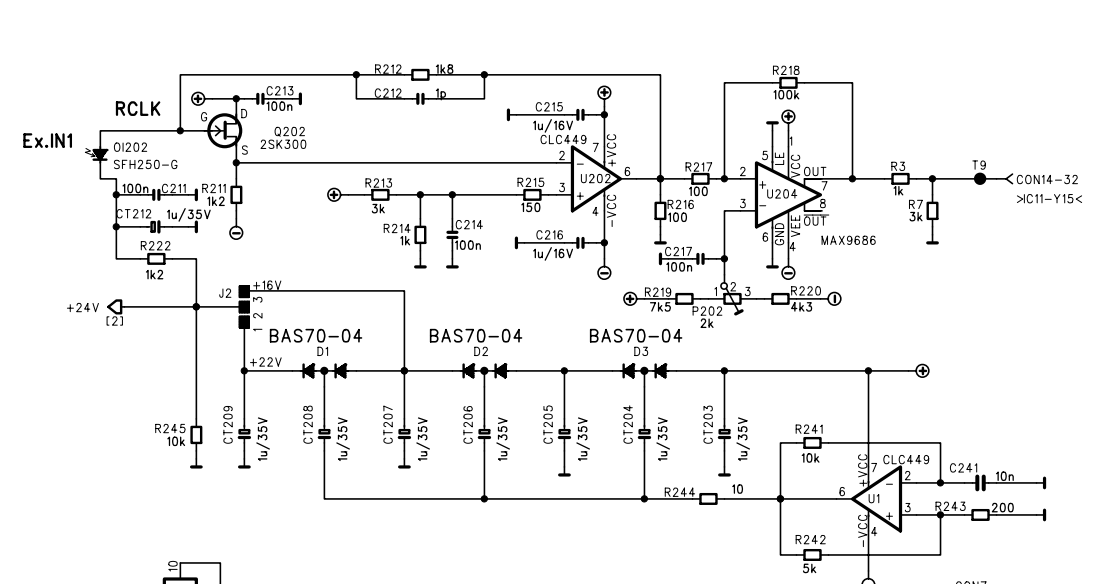 R212 1k8
C212 1p
RCLK
Ex.IN1
C213
100n
G
D
S
Q202
2SK300
OI202
SFH250-G
100n C211
CT212 1u/35V
R211
1k2
R222
1k2
+24V
[2]
J2
3
2
1
+16V
+22V
R213
3k
R214
1k
C214
100n
R215
150
C215
1u/16V
CLC449
2
3
7
+VCC
U202
6
-VCC
4
C216
1u/16V
R217
100
R216
100
R218
100k
5
LE
1
VCC
2
3
U204
OUT
7
8
OUT
6
GND
VEE
4
MAX9686
C217
100n
R219
7k5
1 2 3
P202
2k
R220
4k3
R3
1k
R7
3k
T9
CON14-32
>IC11-Y15<
BAS70-04
D1
BAS70-04
D2
BAS70-04
D3
R245
10k
CT209
1u/35V
CT208
1u/35V
CT207
1u/35V
CT206
1u/35V
CT205
1u/35V
CT204
1u/35V
CT203
1u/35V
R244 10
R241
10k
CLC449
+VCC
7
6
U1
2
3
-VCC
4
C241 10n
R243 200
R242
5k
10